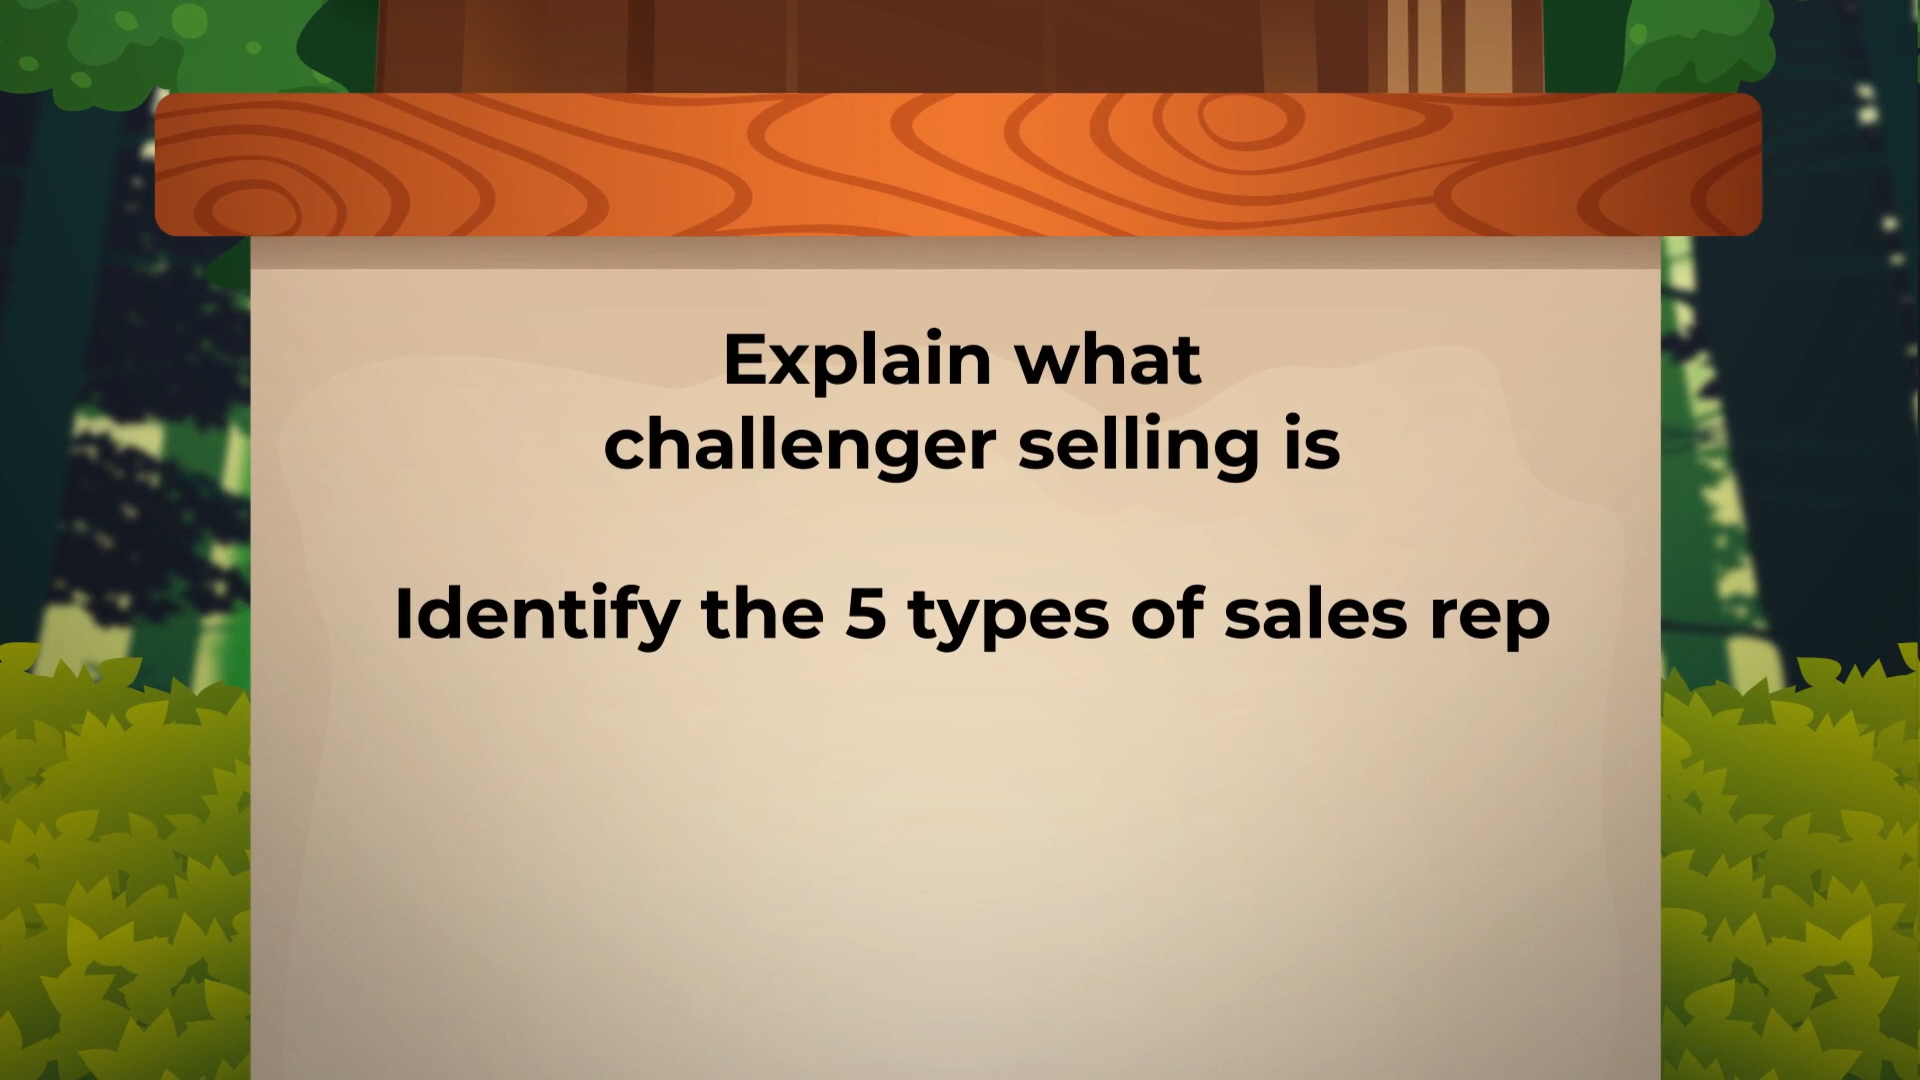 Explain what
challenger selling is
Identify the 5 types of sales rep